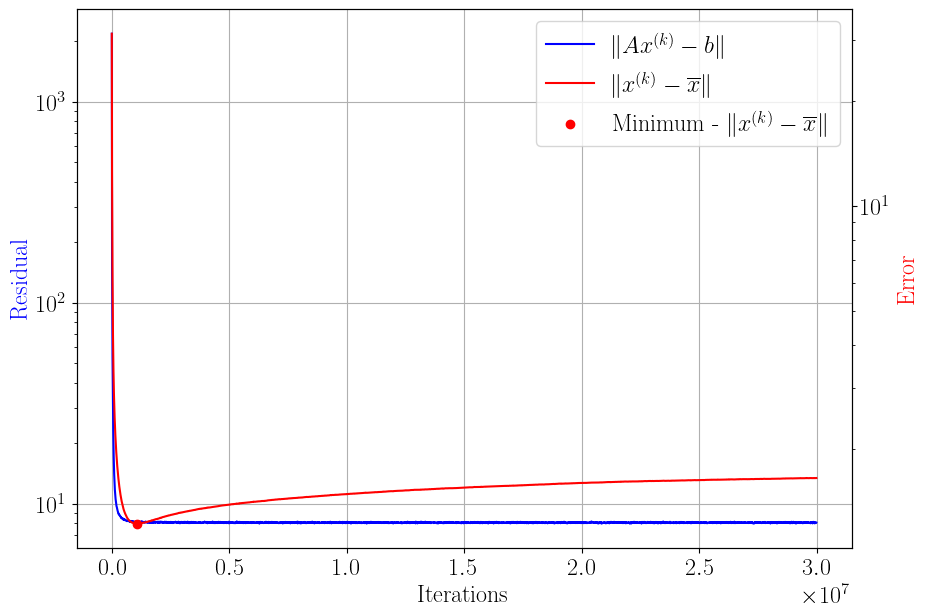 ‖Ax^{(k)} − b‖
‖x^{(k)} − x̅‖
Minimum - ‖x^{(k)} − x̅‖
10^3
10^2
10^1
Residual
10^1
Error
0.0 0.5 1.0 1.5 2.0 2.5 3.0
Iterations
×10^7